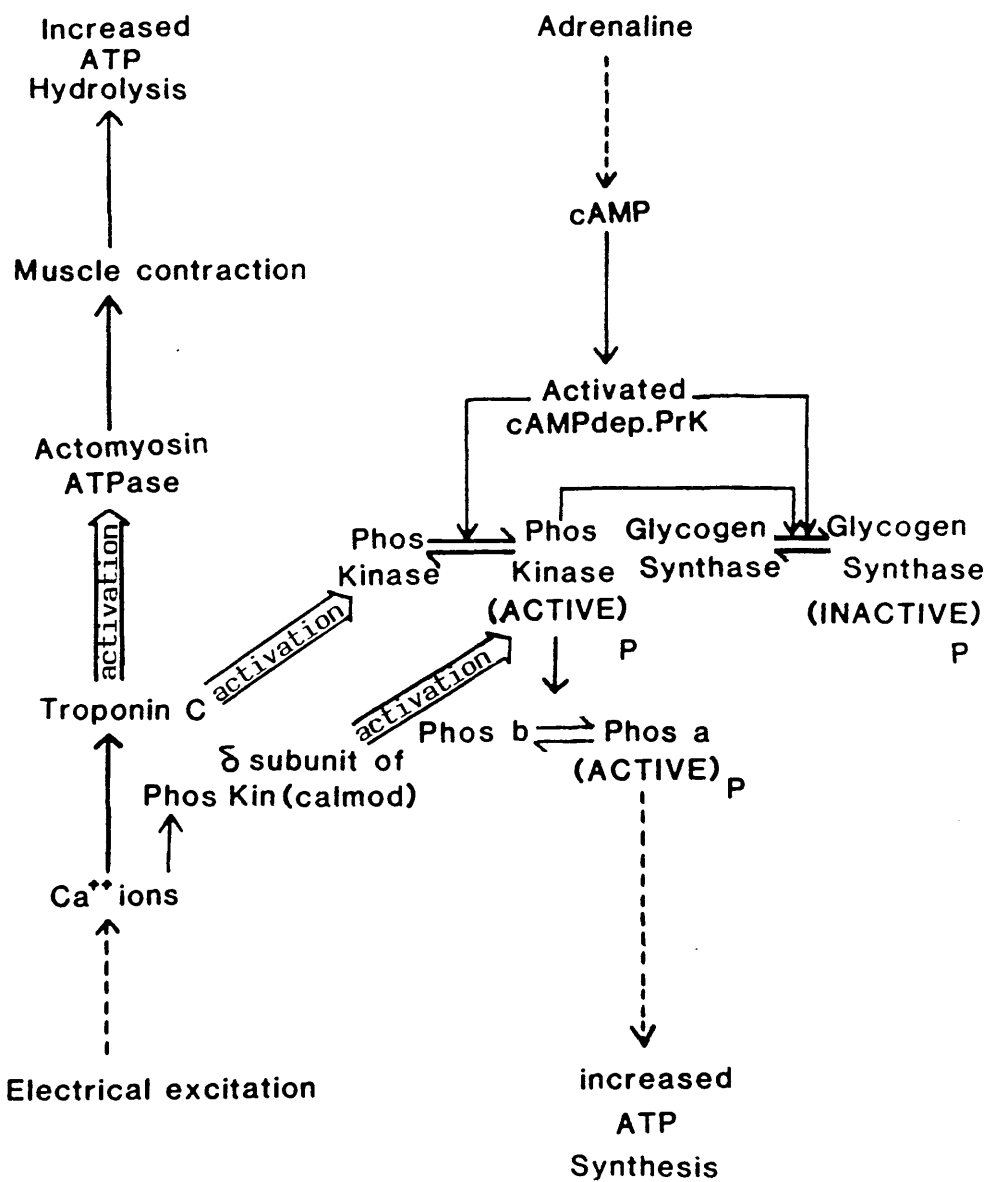 Increased
ATP
Hydrolysis
Adrenaline
cAMP
Muscle contraction
Activated
cAMPdep.PrK
Actomyosin
ATPase
activation
Phos
Kinase
Phos
Kinase
(ACTIVE)
P
Glycogen
Synthase
Glycogen
Synthase
(INACTIVE)
P
activation
activation
Troponin C
Phos b
Phos a
(ACTIVE)
P
δ subunit of
Phos Kin (calmod)
Ca⁺⁺ ions
Electrical excitation
increased
ATP
Synthesis